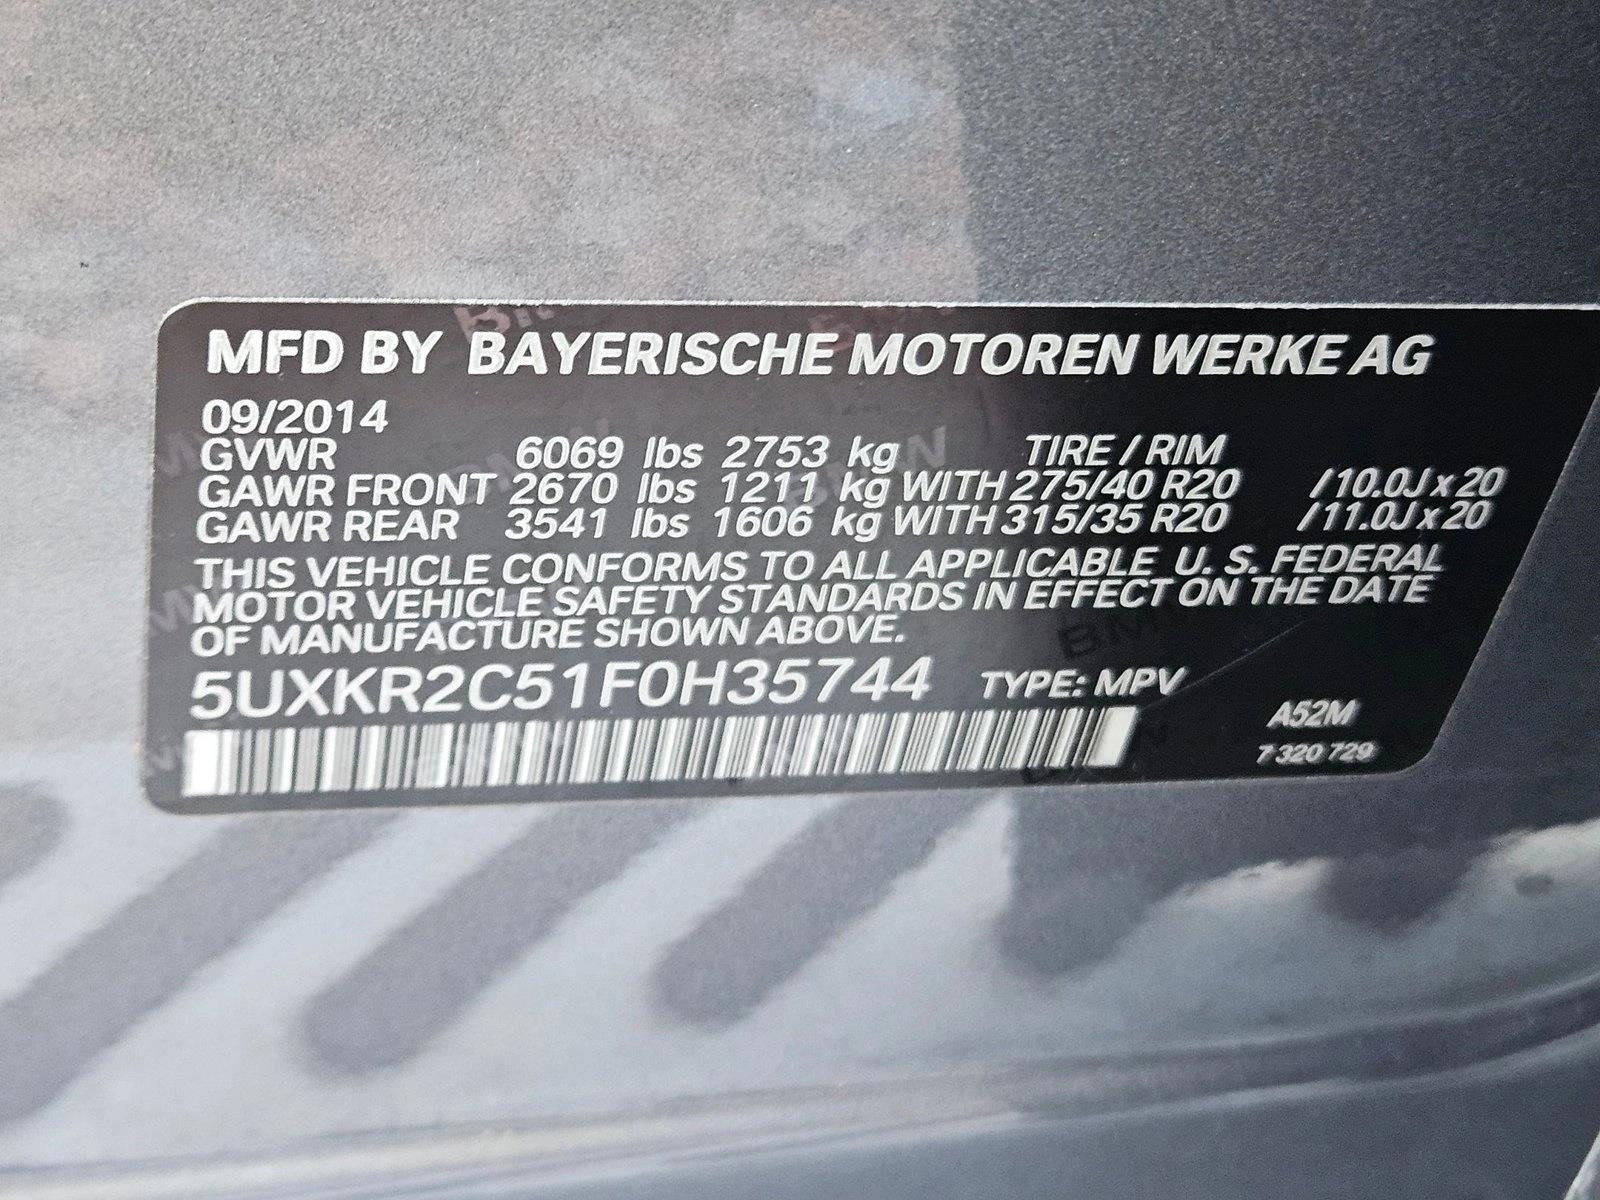 MFD BY BAYERISCHE MOTOREN WERKE AG
09/2014
GVWR 6069 lbs 2753 kg TIRE / RIM
GAWR FRONT 2670 lbs 1211 kg WITH 275/40 R20 /10.0J x 20
GAWR REAR 3541 lbs 1606 kg WITH 315/35 R20 /11.0J x 20
THIS VEHICLE CONFORMS TO ALL APPLICABLE U. S. FEDERAL
MOTOR VEHICLE SAFETY STANDARDS IN EFFECT ON THE DATE
OF MANUFACTURE SHOWN ABOVE.
5UXKR2C51F0H35744 TYPE: MPV
A52M
7 320 729
BMW
BMW
BMW